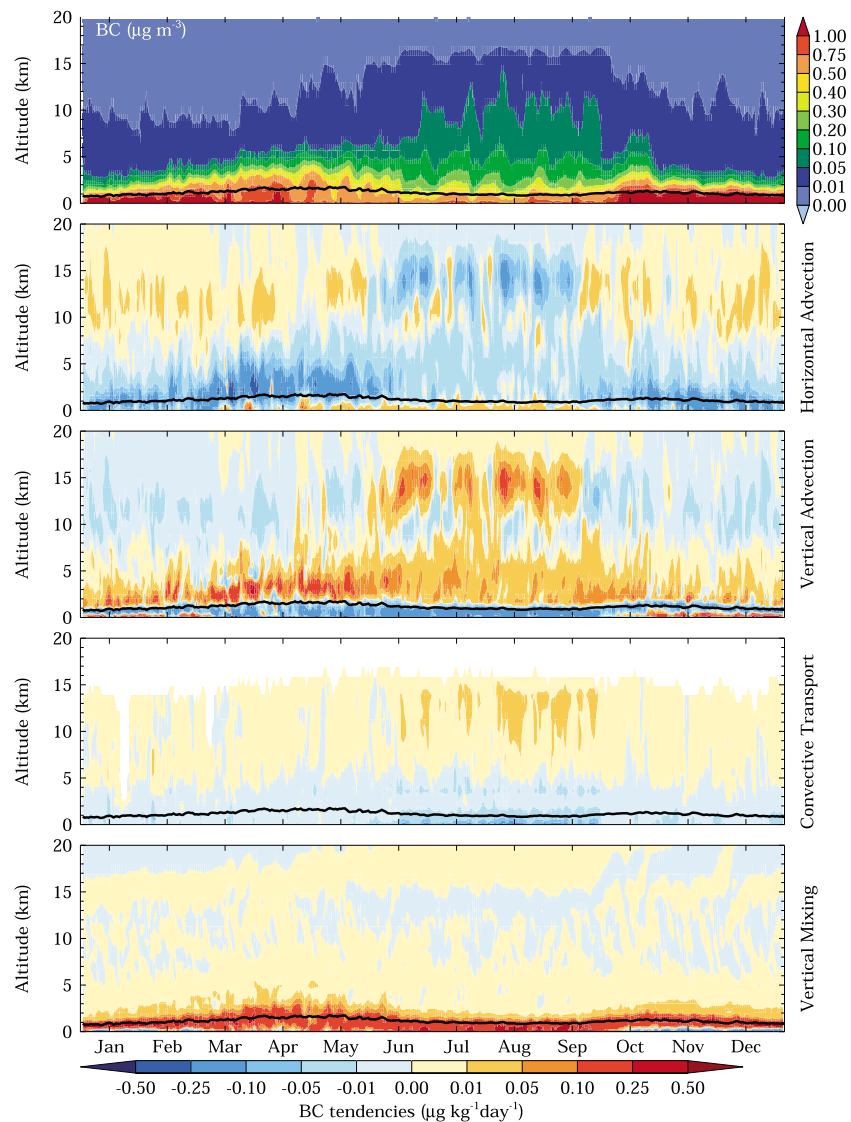 BC (μg m⁻³)
20
15
10
5
0
Altitude (km)
1.00
0.75
0.50
0.40
0.30
0.20
0.10
0.05
0.01
0.00
20
15
10
5
0
Altitude (km)
Horizontal Advection
20
15
10
5
0
Altitude (km)
Vertical Advection
20
15
10
5
0
Altitude (km)
Convective Transport
20
15
10
5
0
Altitude (km)
Vertical Mixing
Jan Feb Mar Apr May Jun Jul Aug Sep Oct Nov Dec
-0.50 -0.25 -0.10 -0.05 -0.01 0.00 0.01 0.05 0.10 0.25 0.50
BC tendencies (μg kg⁻¹day⁻¹)